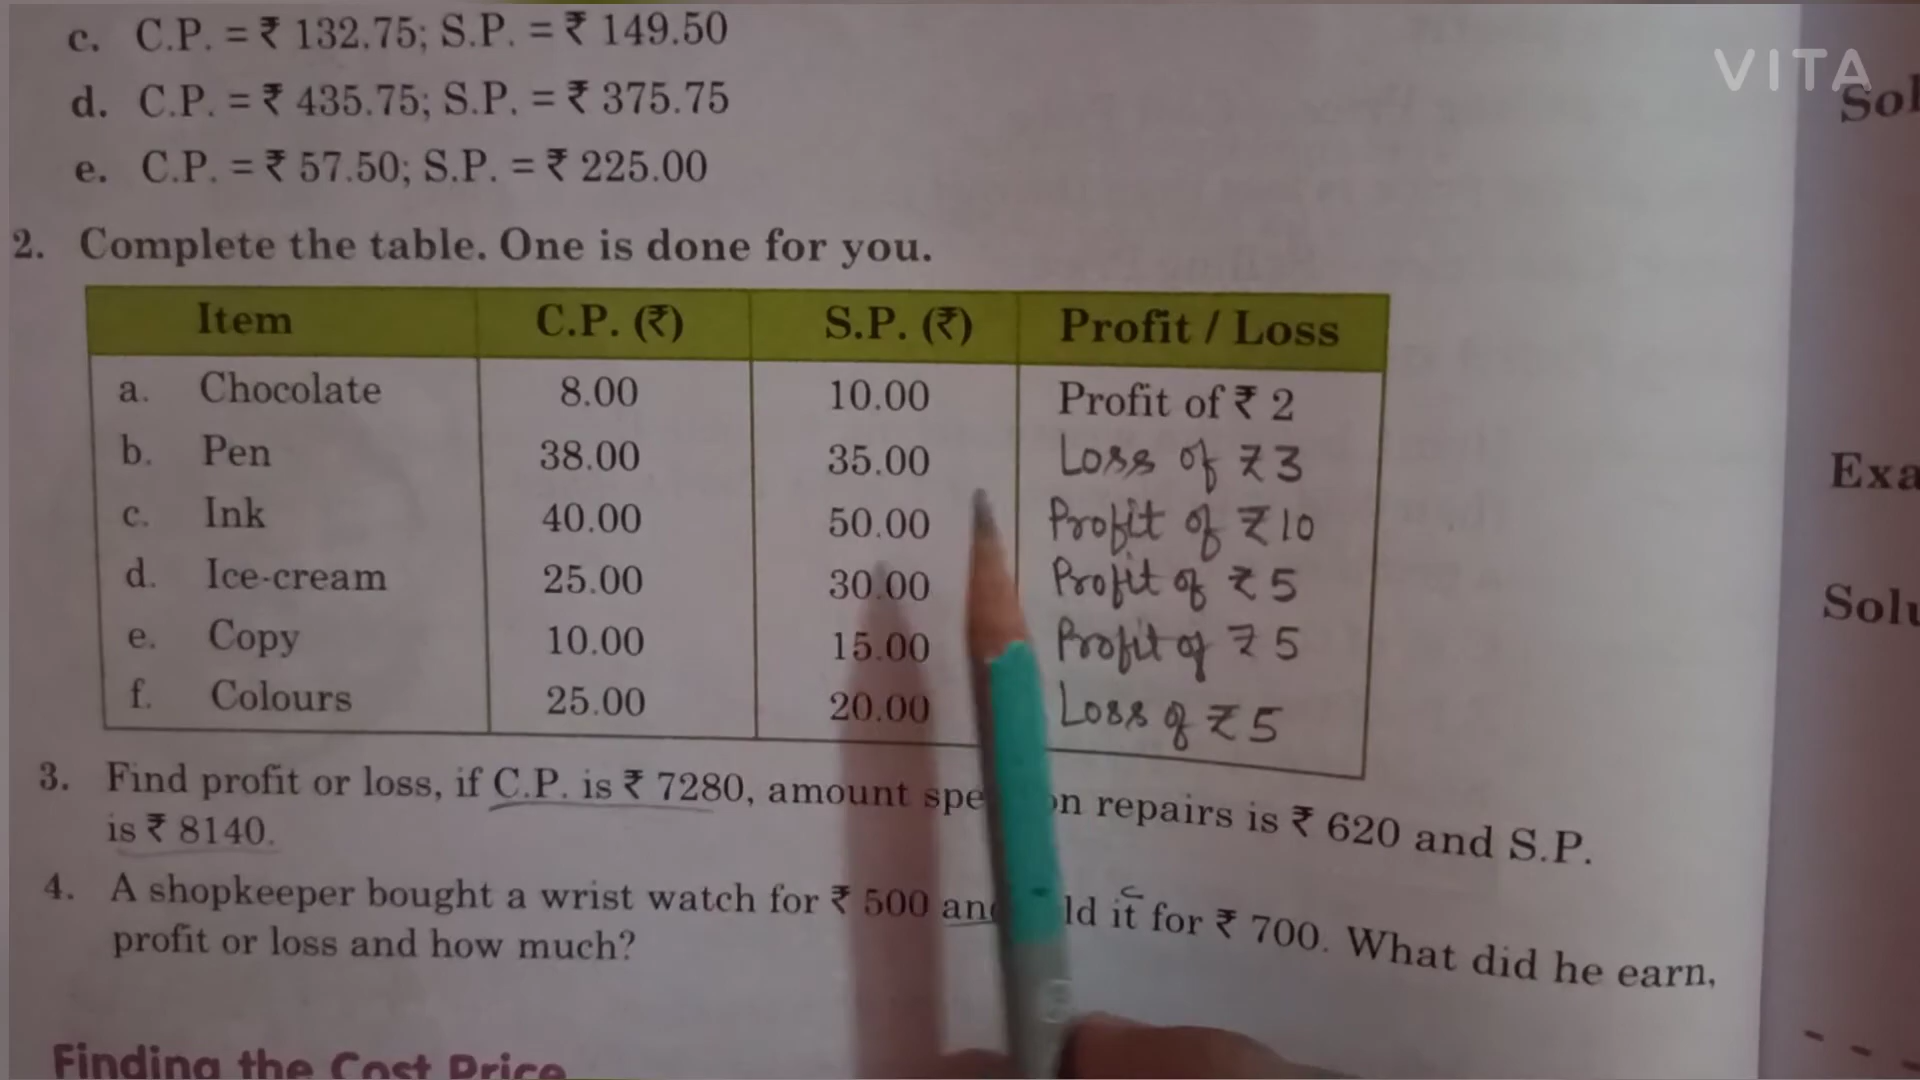 c. C.P. = ₹ 132.75; S.P. = ₹ 149.50
VITA
d. C.P. = ₹ 435.75; S.P. = ₹ 375.75
Sol
e. C.P. = ₹ 57.50; S.P. = ₹ 225.00
2. Complete the table. One is done for you.
Item C.P. (₹) S.P. (₹) Profit / Loss
a. Chocolate 8.00 10.00 Profit of ₹ 2
b. Pen 38.00 35.00 Loss of ₹ 3
Exa
c. Ink 40.00 50.00 Profit of ₹ 10
d. Ice-cream 25.00 30.00 Profit of ₹ 5
Solu
e. Copy 10.00 15.00 Profit of ₹ 5
f. Colours 25.00 20.00 Loss of ₹ 5
3. Find profit or loss, if C.P. is ₹ 7280, amount spe n repairs is ₹ 620 and S.P.
is ₹ 8140.
4. A shopkeeper bought a wrist watch for ₹ 500 an ld it for ₹ 700. What did he earn,
profit or loss and how much?
Finding the Cost Price